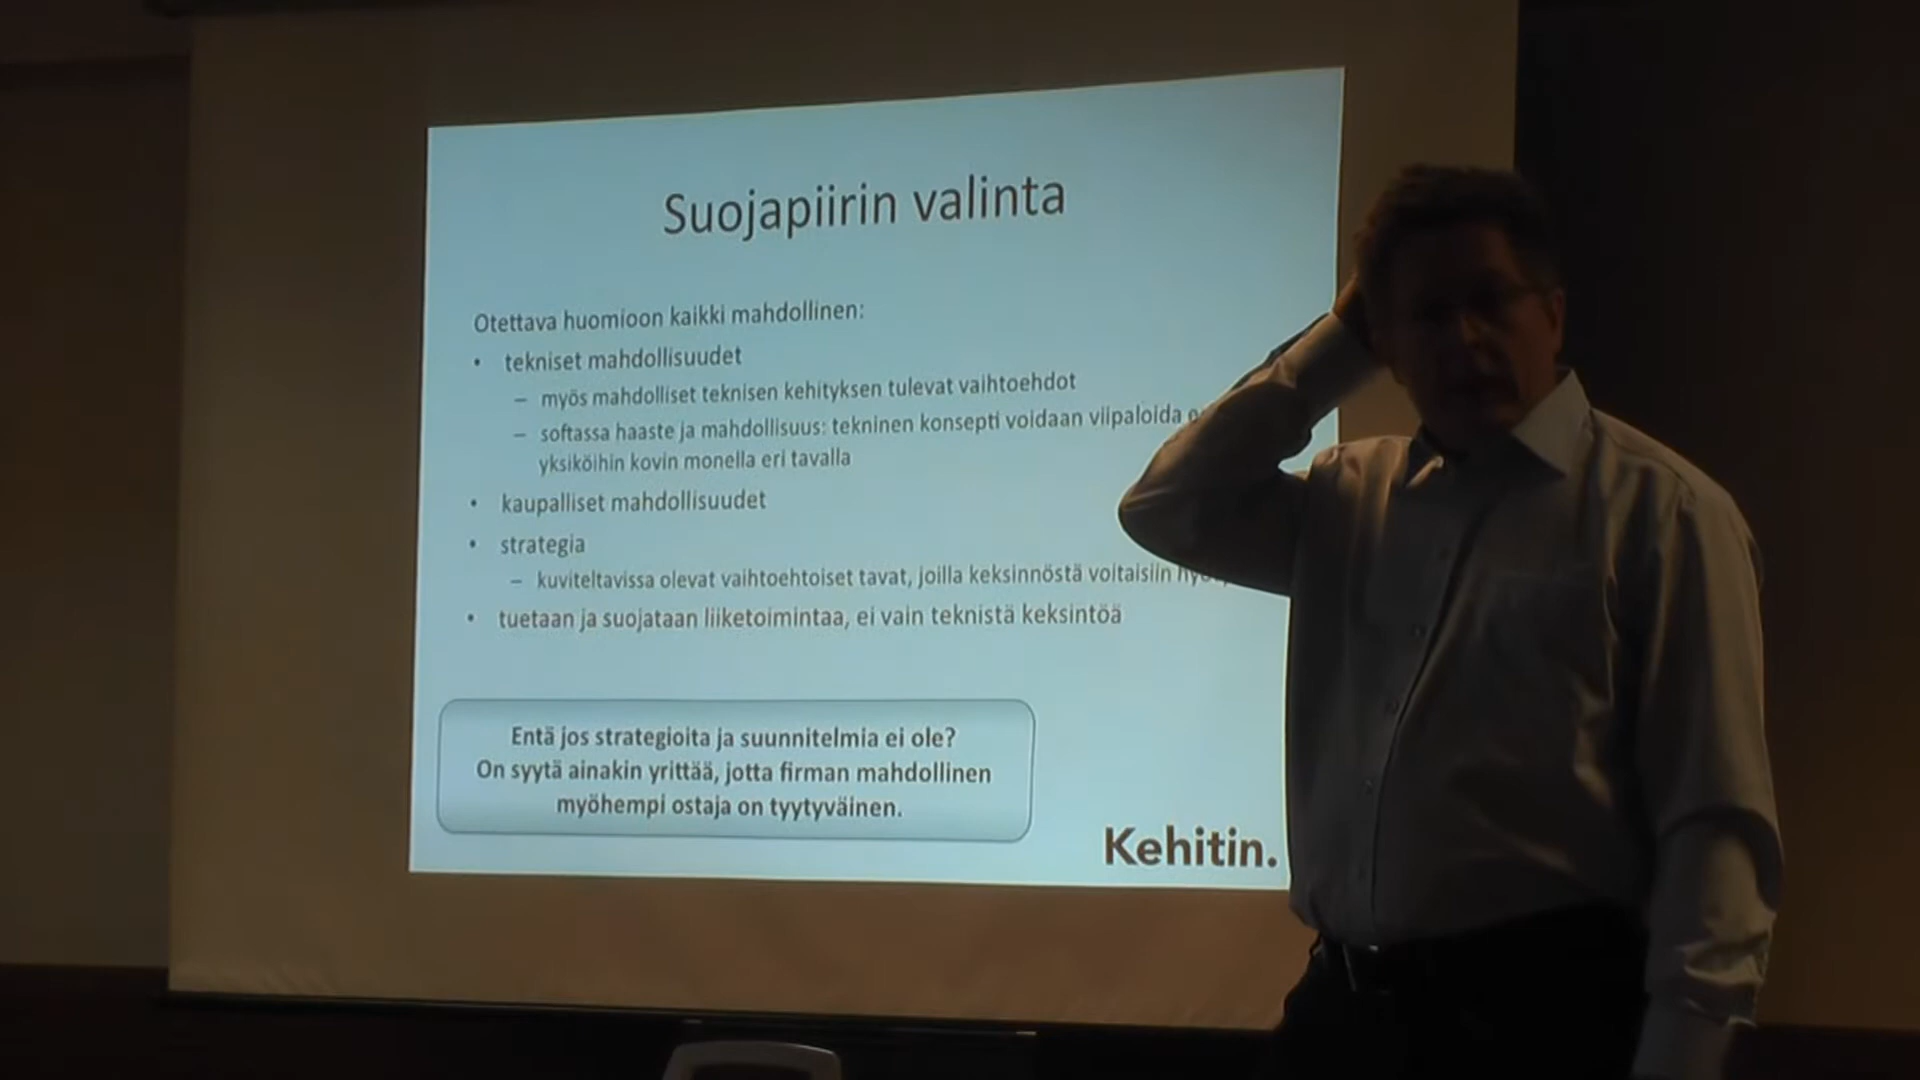 Suojapiirin valinta
Otettava huomioon kaikki mahdollinen:
• tekniset mahdollisuudet
– myös mahdolliset teknisen kehityksen tulevat vaihtoehdot
– softassa haaste ja mahdollisuus: tekninen konsepti voidaan viipaloida
yksiköihin kovin monella eri tavalla
• kaupalliset mahdollisuudet
• strategia
– kuviteltavissa olevat vaihtoehtoiset tavat, joilla keksinnöstä voitaisiin
• tuetaan ja suojataan liiketoimintaa, ei vain teknistä keksintöä
Entä jos strategioita ja suunnitelmia ei ole?
On syytä ainakin yrittää, jotta firman mahdollinen
myöhempi ostaja on tyytyväinen.
Kehitin.